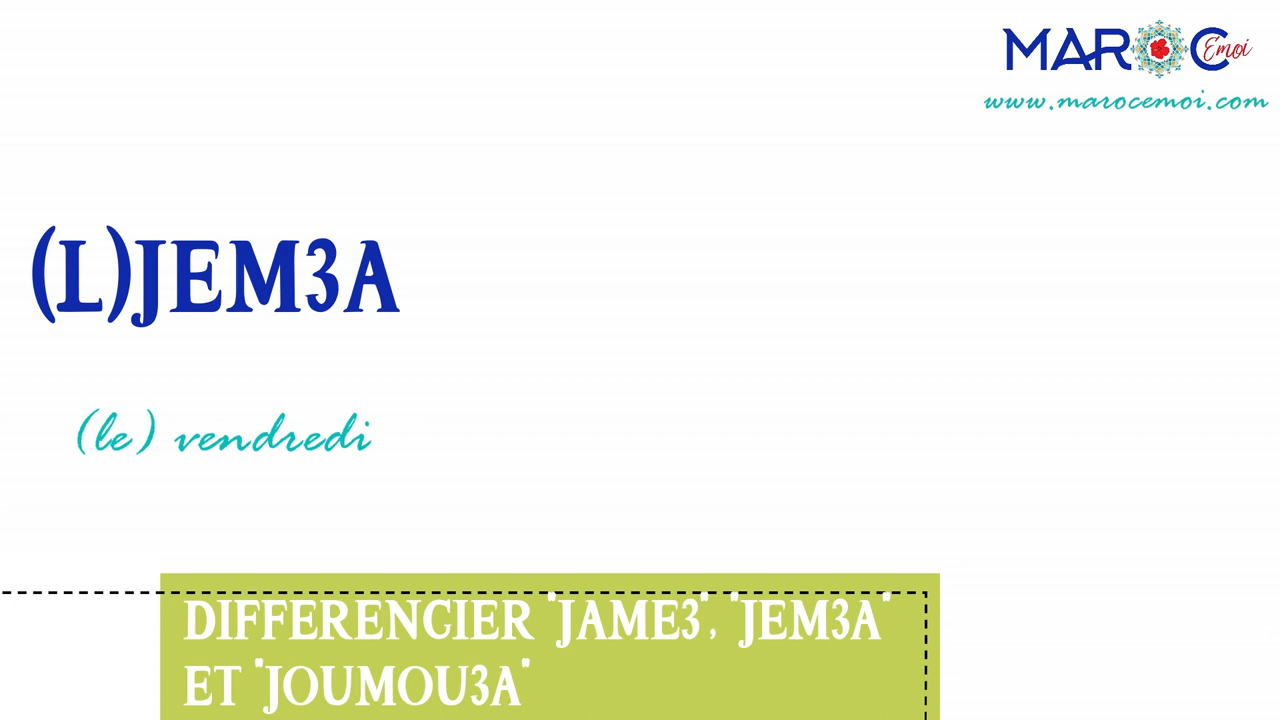 MAROC Emoi
www.marocemoi.com
(L)JEM3A
(le) vendredi
DIFFERENCIER "JAME3", "JEM3A"
ET "JOUMOU3A"